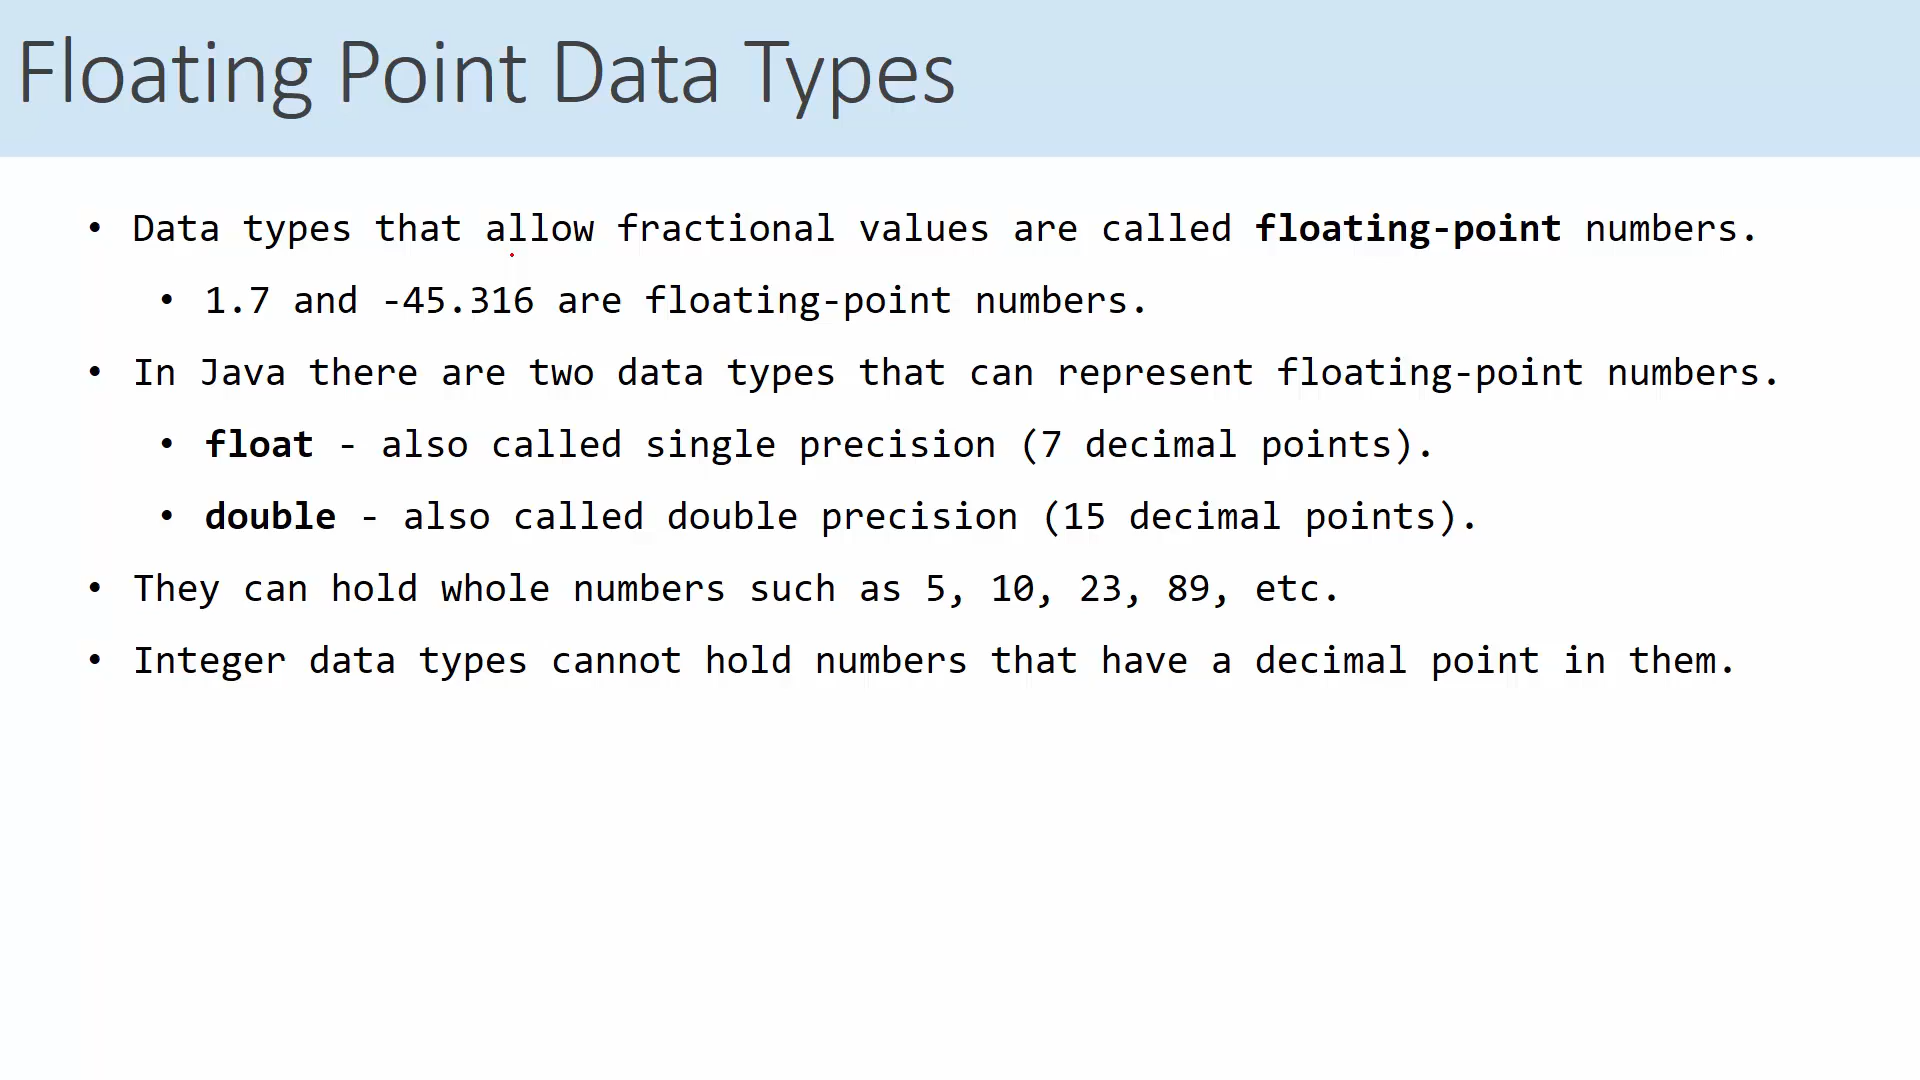 Floating Point Data Types
• Data types that allow fractional values are called floating-point numbers.
• 1.7 and -45.316 are floating-point numbers.
• In Java there are two data types that can represent floating-point numbers.
• float - also called single precision (7 decimal points).
• double - also called double precision (15 decimal points).
• They can hold whole numbers such as 5, 10, 23, 89, etc.
• Integer data types cannot hold numbers that have a decimal point in them.